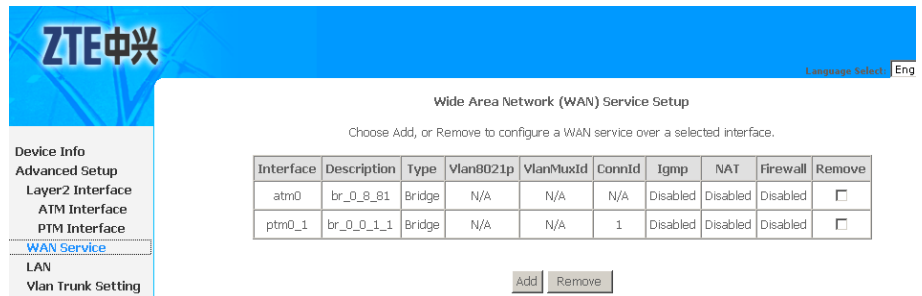 ZTE中兴
Language Select: Eng
Wide Area Network (WAN) Service Setup
Choose Add, or Remove to configure a WAN service over a selected interface.
Device Info
Advanced Setup
Layer2 Interface
ATM Interface
PTM Interface
WAN Service
LAN
Vlan Trunk Setting
Interface Description Type Vlan8021p VlanMuxId ConnId Igmp NAT Firewall Remove
atm0 br_0_8_81 Bridge N/A N/A N/A Disabled Disabled Disabled
ptm0_1 br_0_0_1_1 Bridge N/A N/A 1 Disabled Disabled Disabled
Add Remove